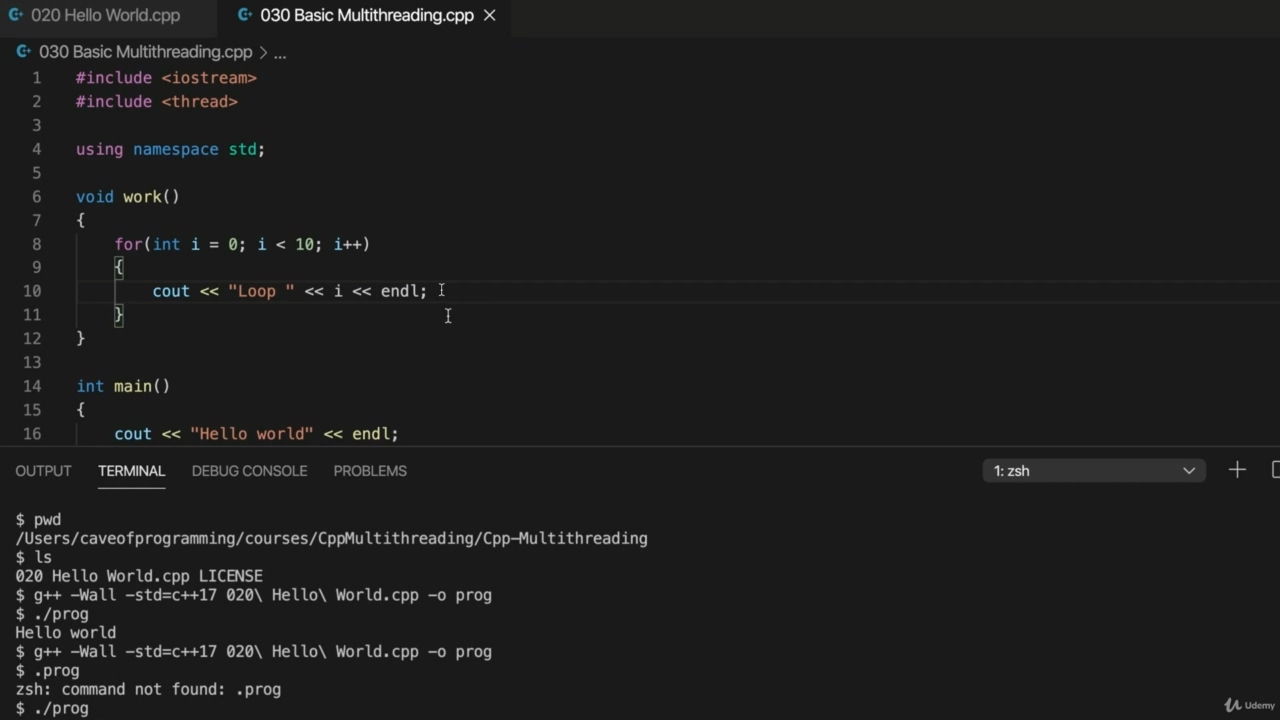 020 Hello World.cpp
030 Basic Multithreading.cpp
030 Basic Multithreading.cpp > ...
1 #include <iostream>
2 #include <thread>
3
4 using namespace std;
5
6 void work()
7 {
8 for(int i = 0; i < 10; i++)
9 {
10 cout << "Loop " << i << endl;
11 }
12 }
13
14 int main()
15 {
16 cout << "Hello world" << endl;
OUTPUT TERMINAL DEBUG CONSOLE PROBLEMS 1: zsh
$ pwd
/Users/caveofprogramming/courses/CppMultithreading/Cpp-Multithreading
$ ls
020 Hello World.cpp LICENSE
$ g++ -Wall -std=c++17 020\ Hello\ World.cpp -o prog
$ ./prog
Hello world
$ g++ -Wall -std=c++17 020\ Hello\ World.cpp -o prog
$ .prog
zsh: command not found: .prog
$ ./prog
Udemy